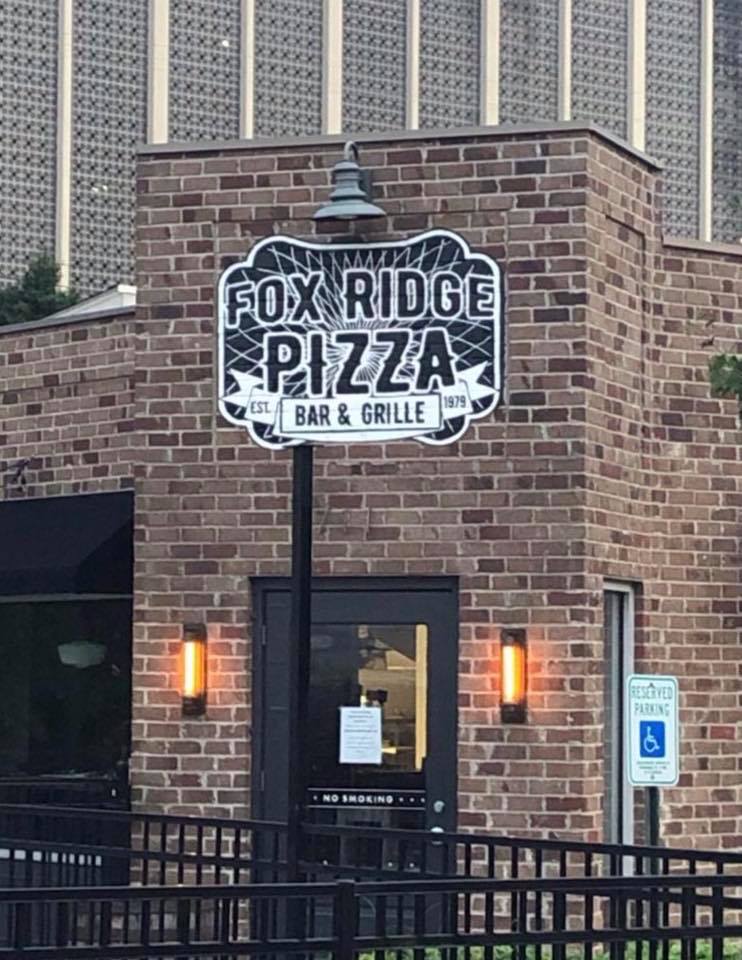 FOX RIDGE
PIZZA
EST. BAR & GRILLE 1979
NO SMOKING
RESERVED
PARKING